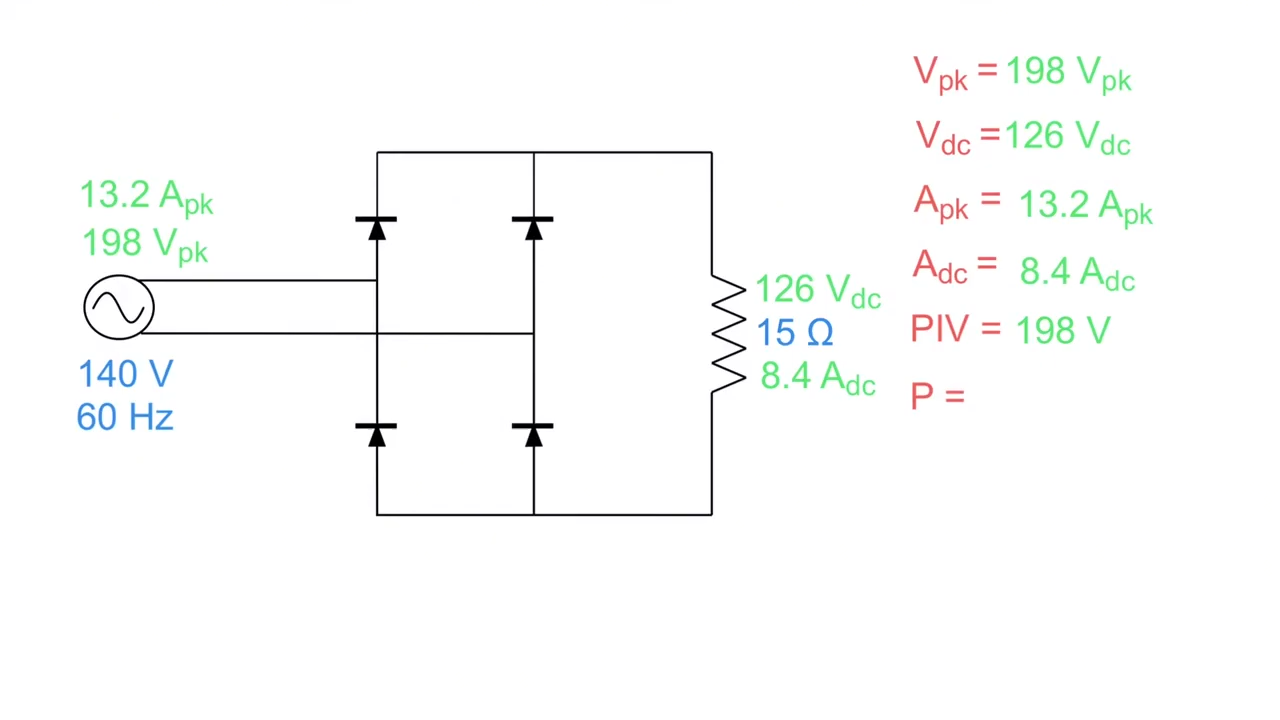 13.2 Apk
198 Vpk
140 V
60 Hz
126 Vdc
15 Ω
8.4 Adc
Vpk = 198 Vpk
Vdc = 126 Vdc
Apk = 13.2 Apk
Adc = 8.4 Adc
PIV = 198 V
P =